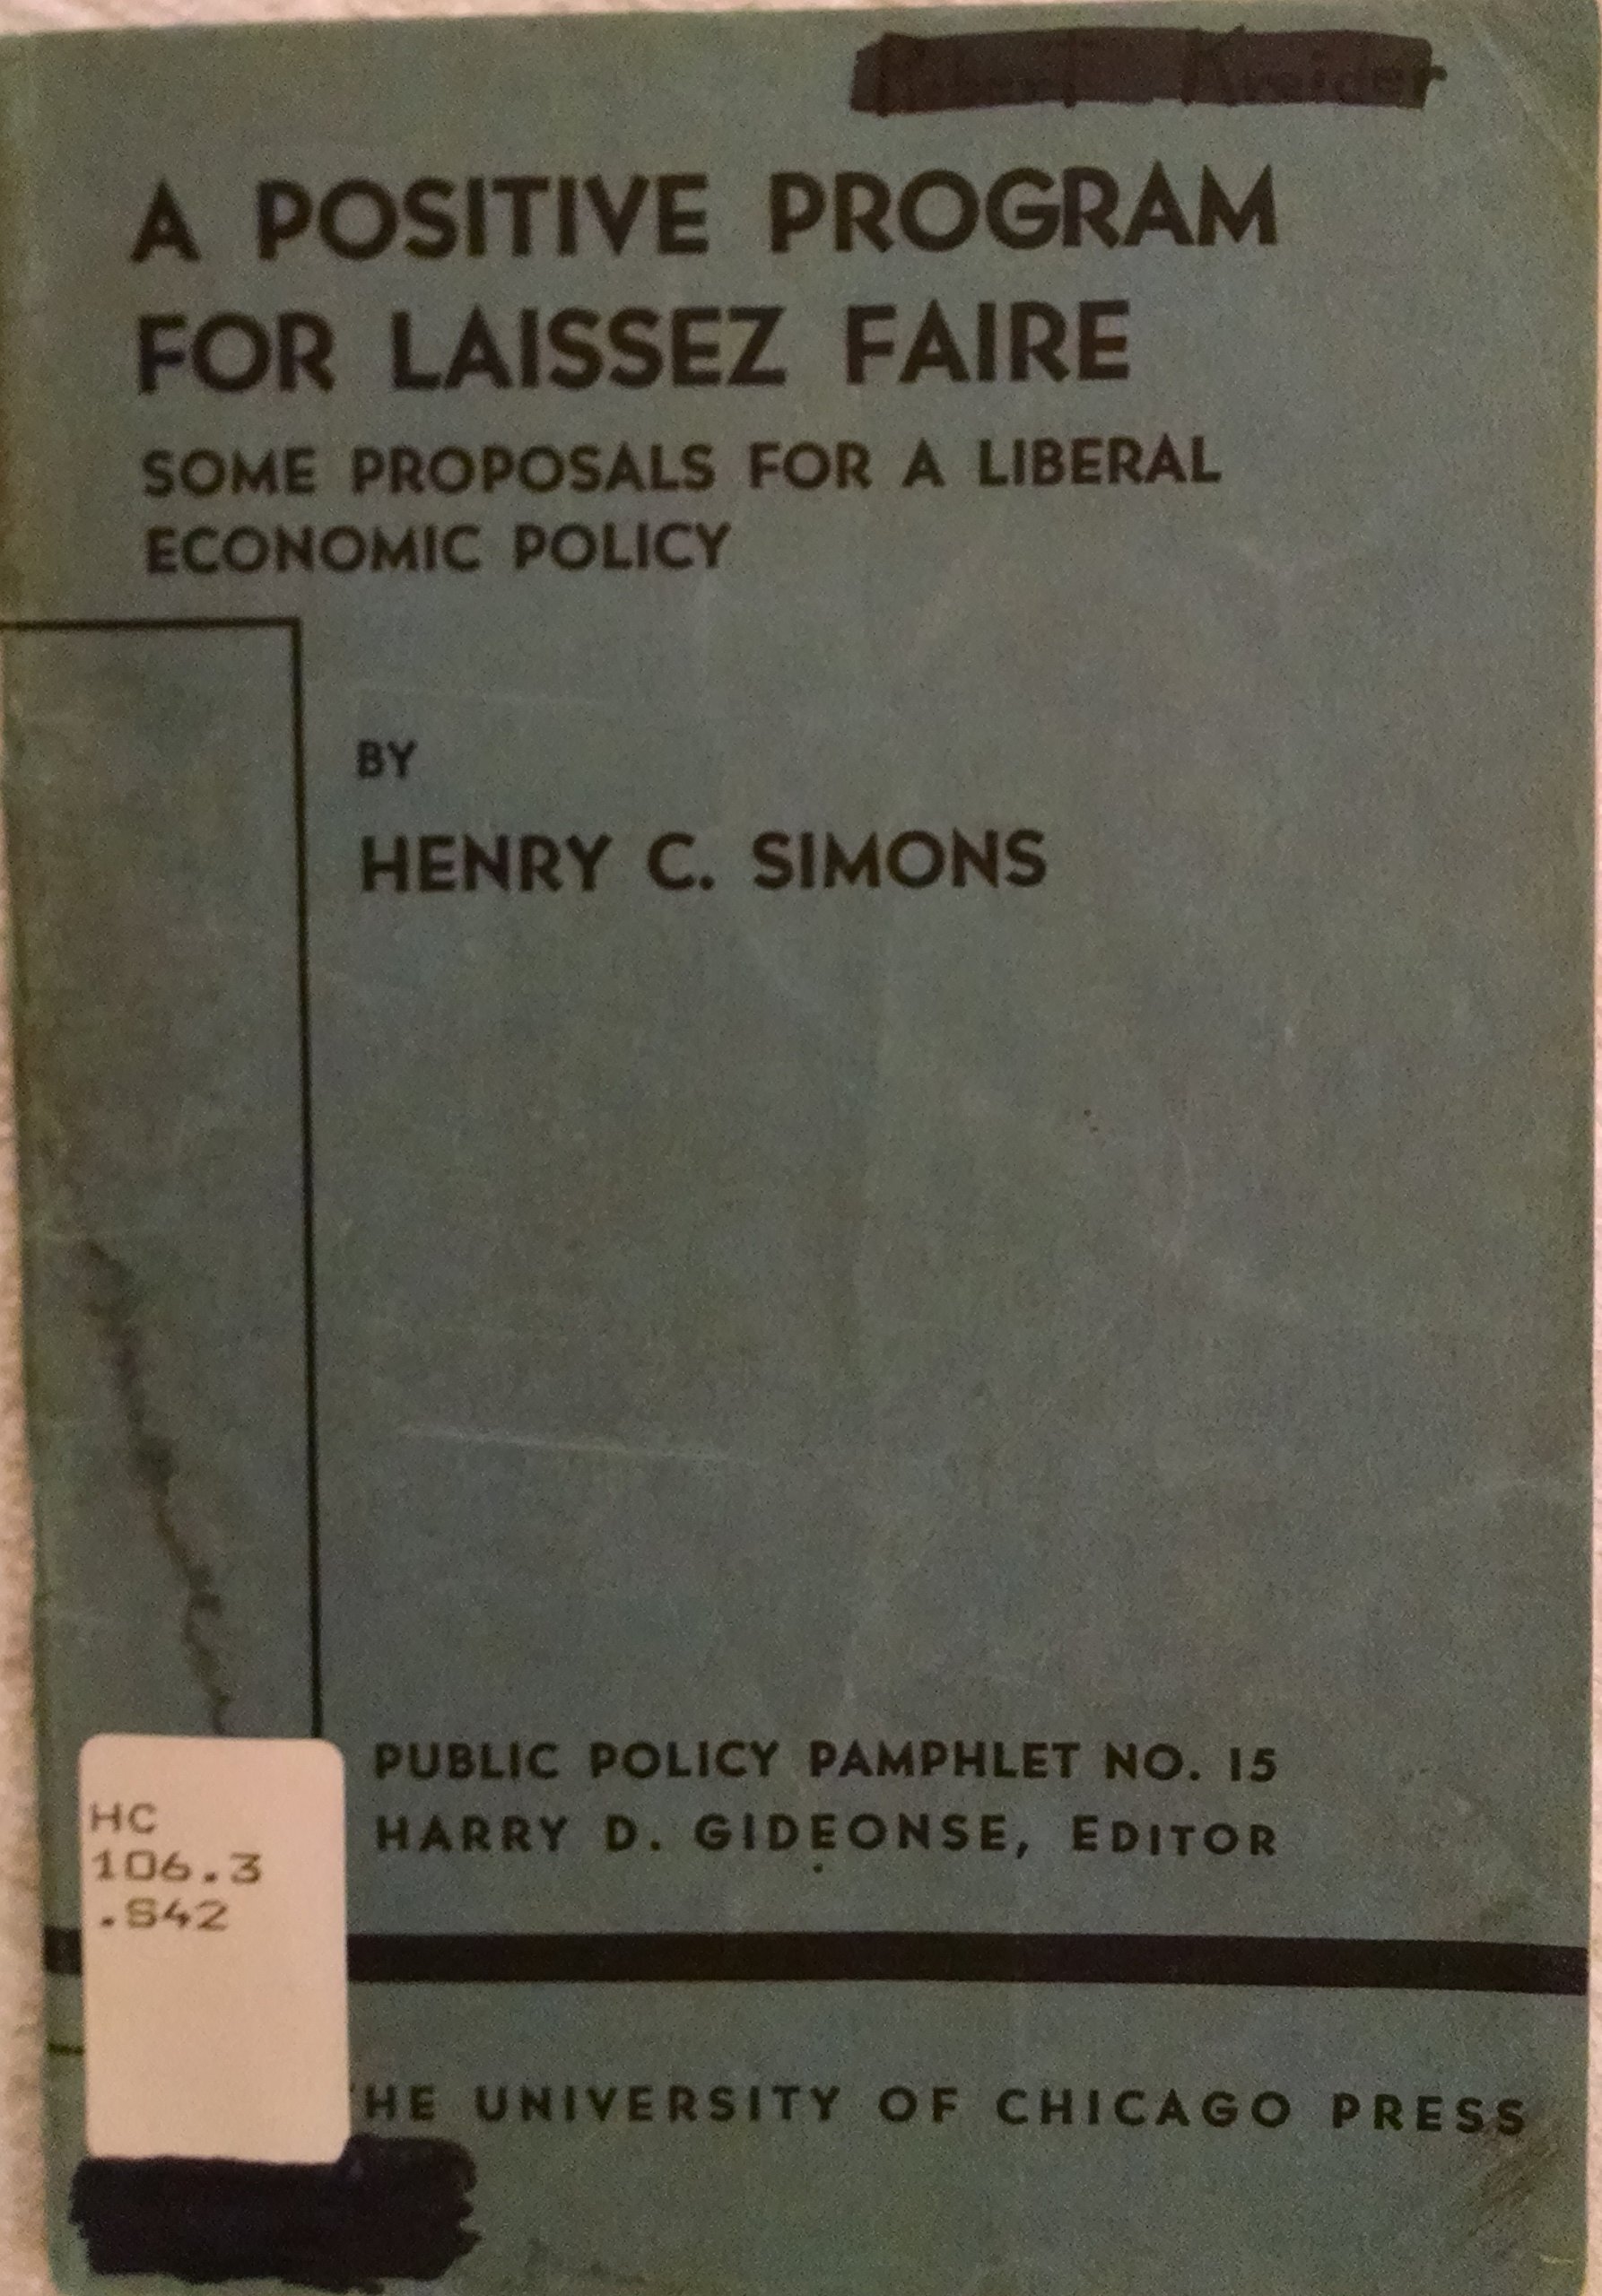 A POSITIVE PROGRAM
FOR LAISSEZ FAIRE
SOME PROPOSALS FOR A LIBERAL
ECONOMIC POLICY
BY
HENRY C. SIMONS
PUBLIC POLICY PAMPHLET NO. 15
HARRY D. GIDEONSE, EDITOR
HC
106.3
.S42
HE UNIVERSITY OF CHICAGO PRESS